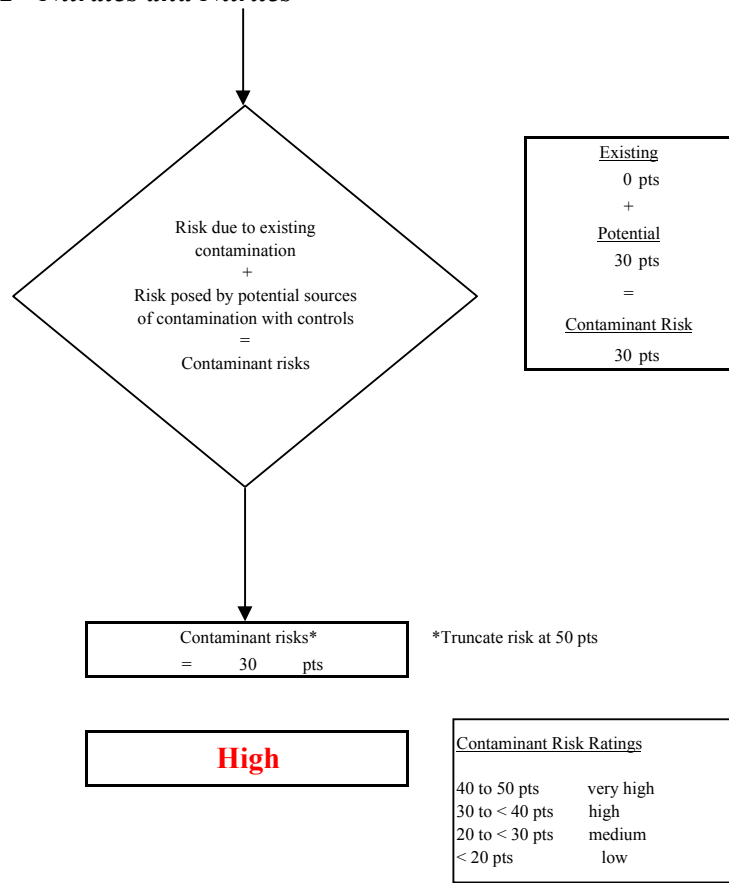 Nitrates and Nitrites
Risk due to existing
contamination
+
Risk posed by potential sources
of contamination with controls
=
Contaminant risks
Existing
0 pts
+
Potential
30 pts
=
Contaminant Risk
30 pts
Contaminant risks*
= 30 pts
*Truncate risk at 50 pts
High
Contaminant Risk Ratings
40 to 50 pts very high
30 to < 40 pts high
20 to < 30 pts medium
< 20 pts low